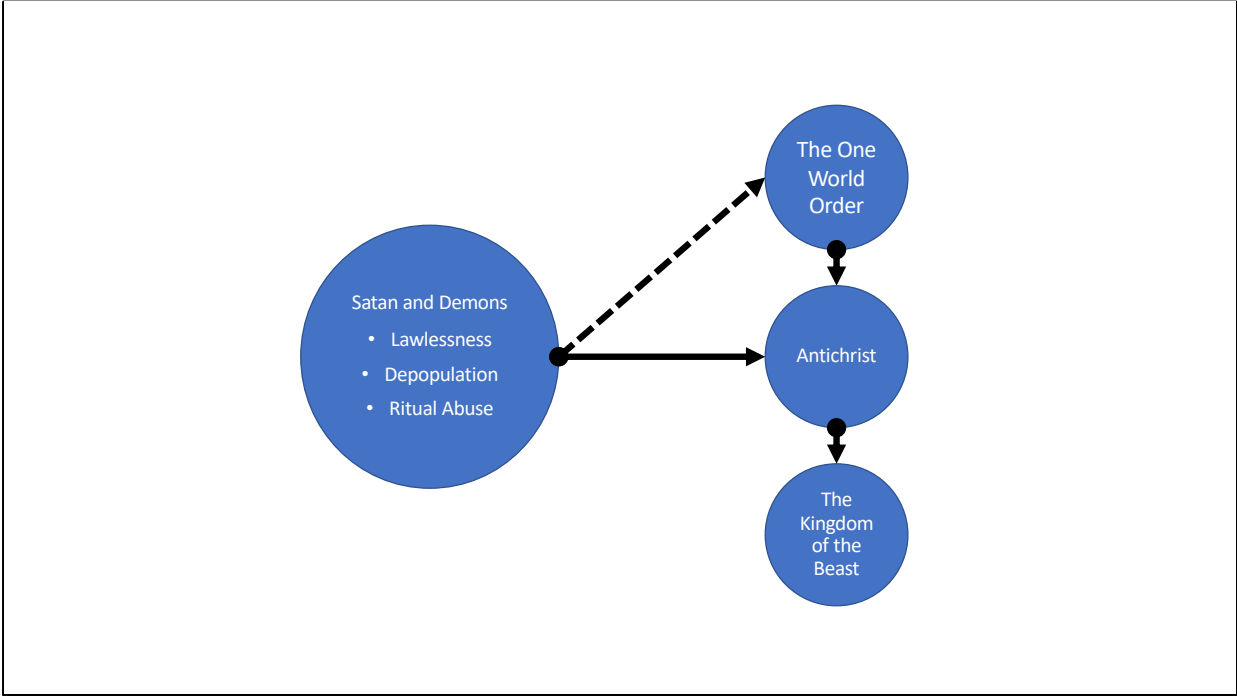 Satan and Demons
• Lawlessness
• Depopulation
• Ritual Abuse
The One
World
Order
Antichrist
The
Kingdom
of the
Beast